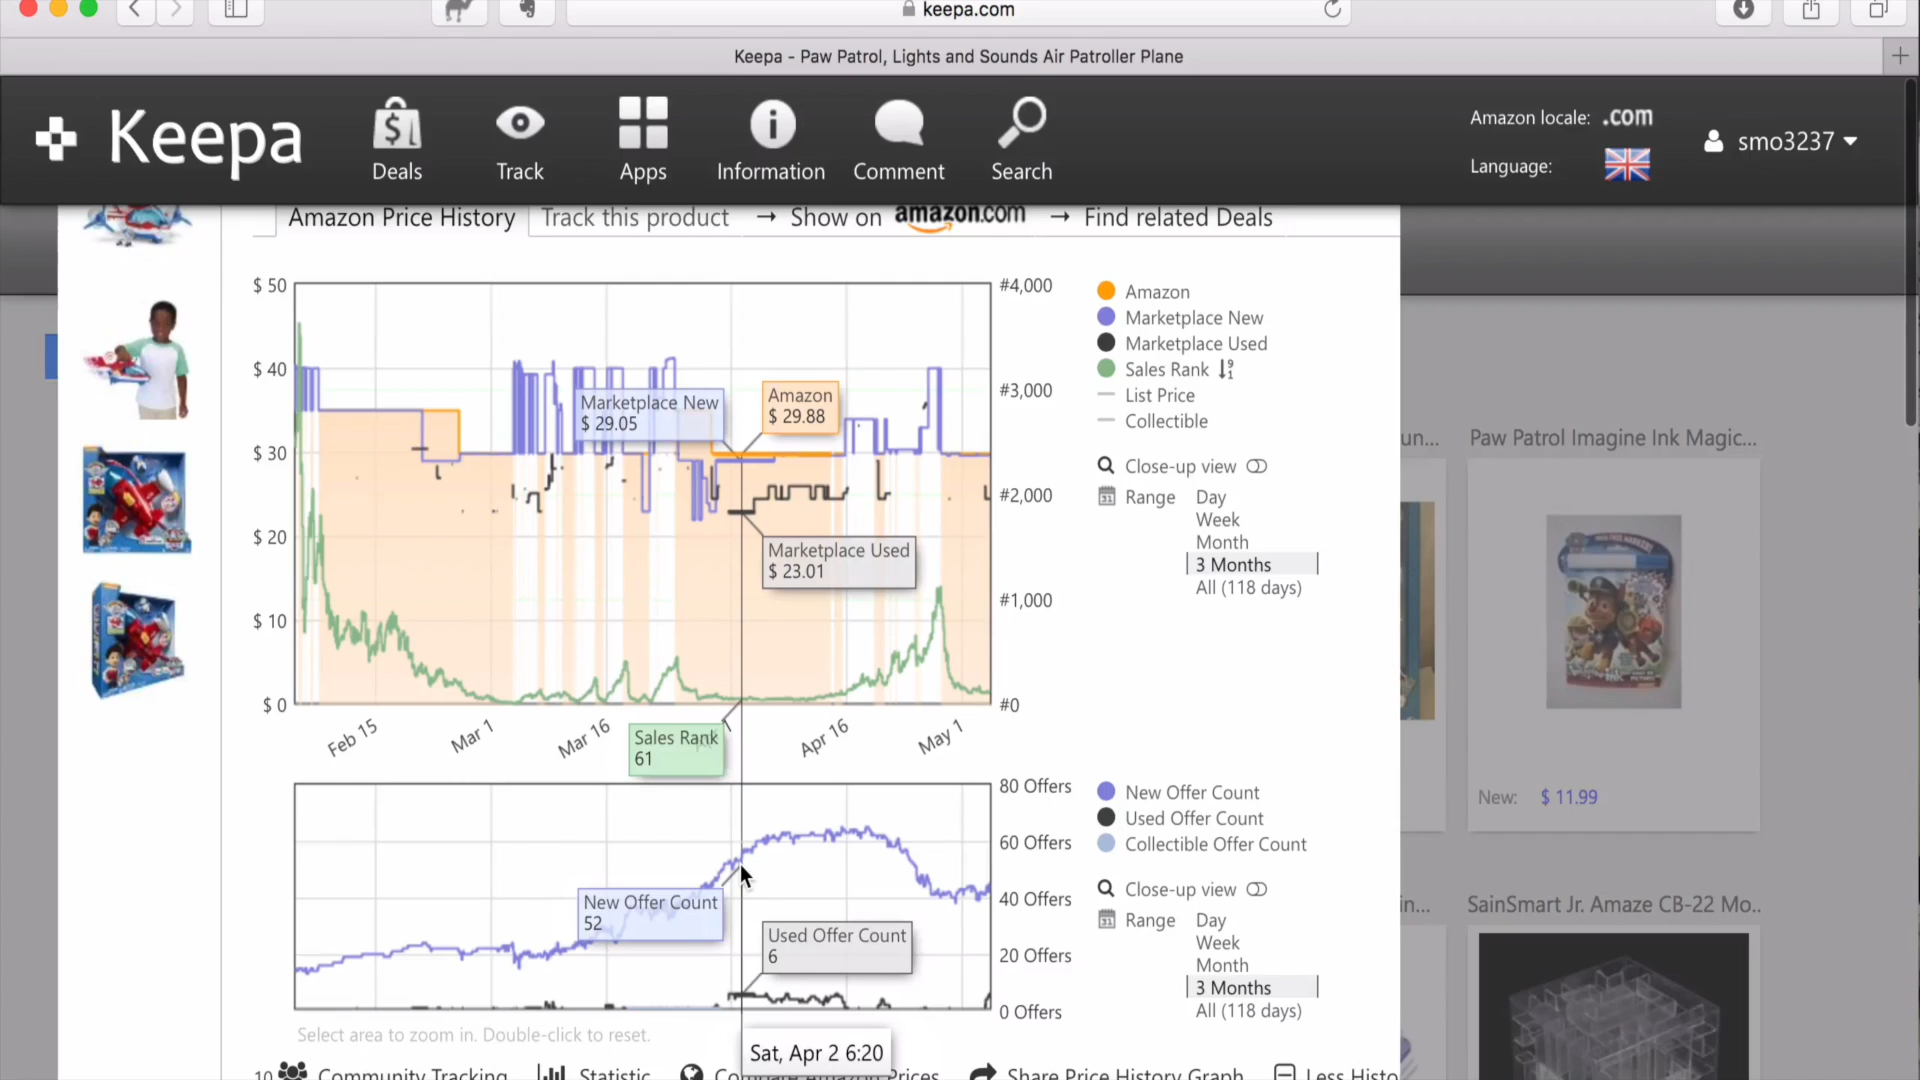 keepa.com
Keepa - Paw Patrol, Lights and Sounds Air Patroller Plane
Keepa
Deals
Track
Apps
Information
Comment
Search
Amazon locale: .com
Language:
smo3237
Amazon Price History
Track this product
→ Show on amazon.com
→ Find related Deals
$ 50
$ 40
$ 30
$ 20
$ 10
$ 0
#4,000
#3,000
#2,000
#1,000
#0
Marketplace New
$ 29.05
Amazon
$ 29.88
Marketplace Used
$ 23.01
Sales Rank
61
Feb 15
Mar 1
Mar 16
Apr 16
May 1
Amazon
Marketplace New
Marketplace Used
Sales Rank
List Price
Collectible
Close-up view
Range
Day
Week
Month
3 Months
All (118 days)
80 Offers
60 Offers
40 Offers
20 Offers
0 Offers
New Offer Count
52
Used Offer Count
6
New Offer Count
Used Offer Count
Collectible Offer Count
Close-up view
Range
Day
Week
Month
3 Months
All (118 days)
Select area to zoom in. Double-click to reset.
Sat, Apr 2 6:20
10
Community Tracking
Statistic
Compare Amazon Prices
Share Price History Graph
Less Histo
un...
Paw Patrol Imagine Ink Magic...
New: $ 11.99
in...
SainSmart Jr. Amaze CB-22 Mo..